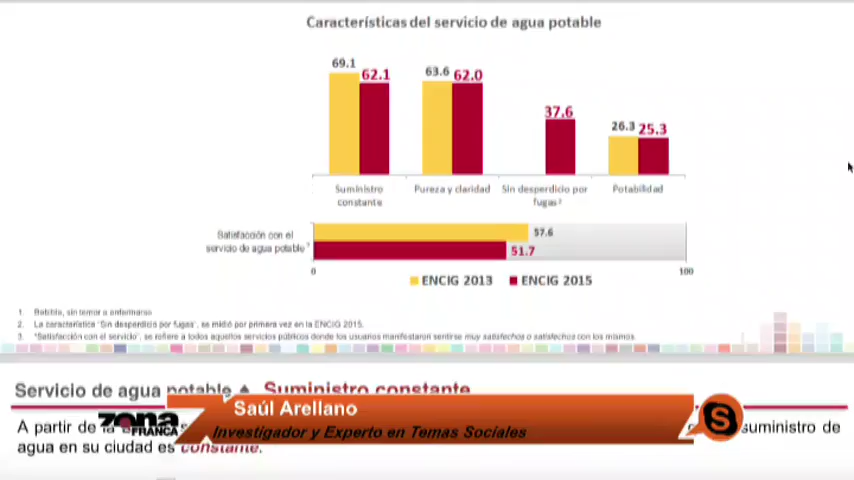 Características del servicio de agua potable
69.1
62.1
63.6
62.0
37.6
26.3
25.3
Suministro constante
Pureza y claridad
Sin desperdicio por fugas²
Potabilidad
Satisfacción con el
servicio de agua potable³
57.6
51.7
0
100
ENCIG 2013
ENCIG 2015
1. Bebible, sin temor a enfermarse
2. La característica "Sin desperdicio por fugas", se midió por primera vez en la ENCIG 2015.
3. "Satisfacción con el servicio", se refiere a todos aquellos servicios públicos donde los usuarios manifestaron sentirse muy satisfechos o satisfechos con los mismos.
Servicio de agua potable Suministro constante
Saúl Arellano
zona
FRANCA
Investigador y Experto en Temas Sociales
A partir de la
suministro de
agua en su ciudad es constante.